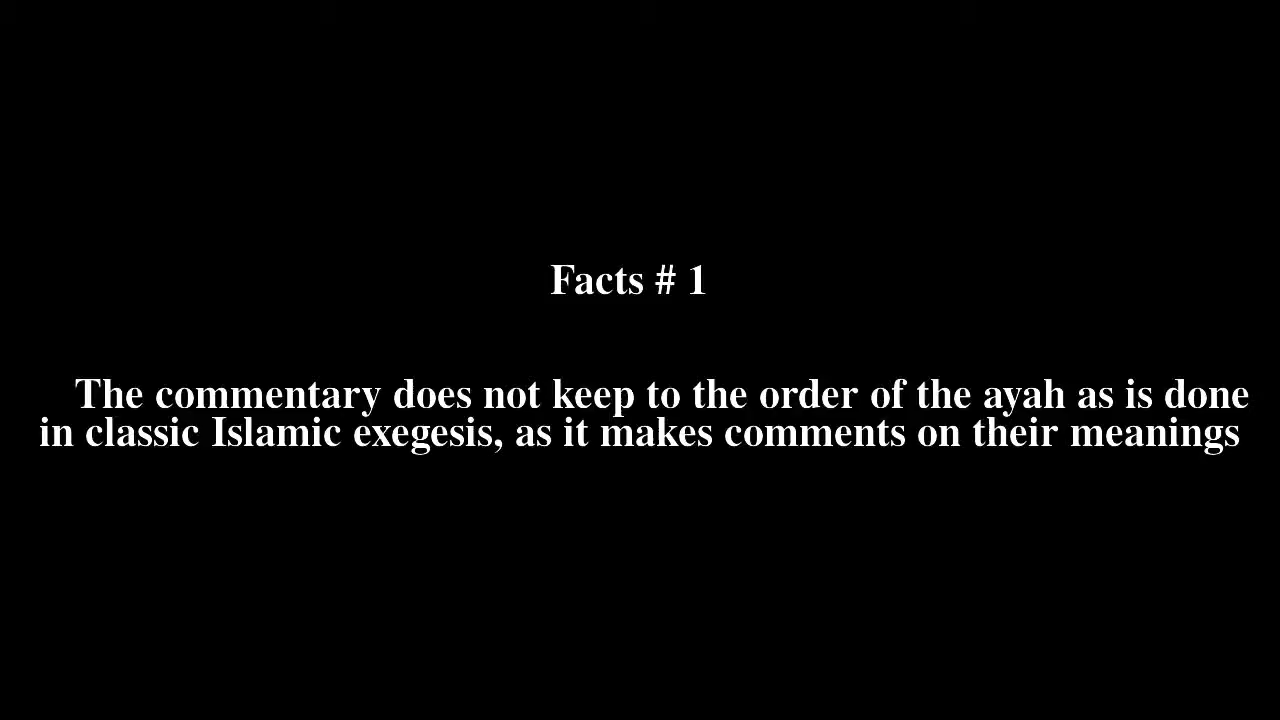 Facts # 1
The commentary does not keep to the order of the ayah as is done
in classic Islamic exegesis, as it makes comments on their meanings